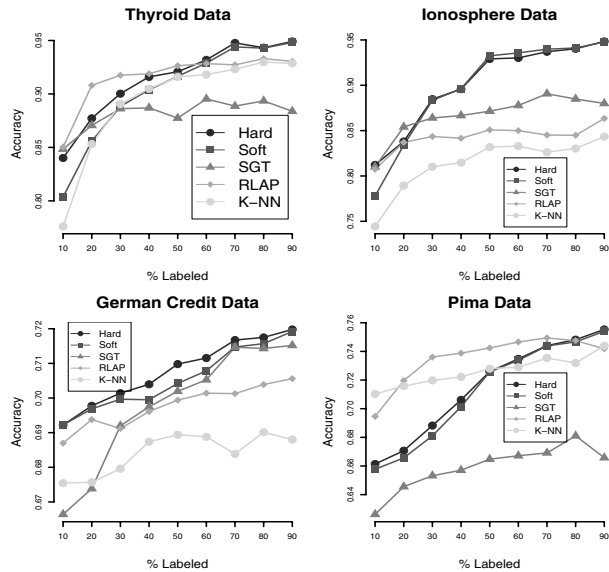 Thyroid Data
Accuracy
0.95
0.90
0.85
0.80
Hard
Soft
SGT
RLAP
K−NN
10 20 30 40 50 60 70 80 90
% Labeled
Ionosphere Data
Accuracy
0.95
0.90
0.85
0.80
0.75
Hard
Soft
SGT
RLAP
K−NN
10 20 30 40 50 60 70 80 90
% Labeled
German Credit Data
Accuracy
0.72
0.71
0.70
0.69
0.68
0.67
Hard
Soft
SGT
RLAP
K−NN
10 20 30 40 50 60 70 80 90
% Labeled
Pima Data
Accuracy
0.76
0.74
0.72
0.70
0.68
0.66
0.64
Hard
Soft
SGT
RLAP
K−NN
10 20 30 40 50 60 70 80 90
% Labeled